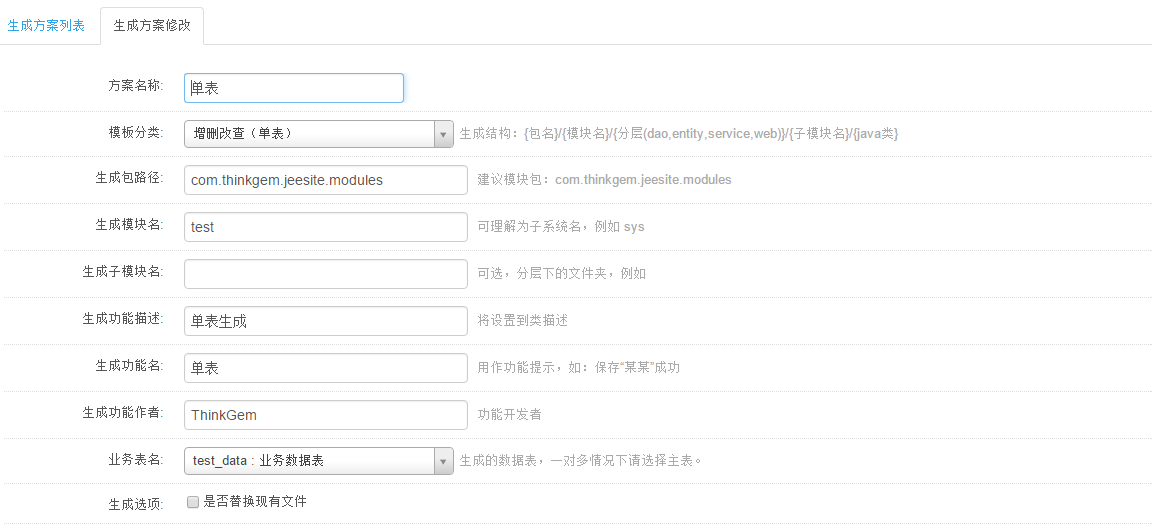 生成方案列表 生成方案修改
方案名称: 单表
模板分类: 增删改查（单表） 生成结构：{包名}/{模块名}/{分层(dao,entity,service,web)}/{子模块名}/{java类}
生成包路径: com.thinkgem.jeesite.modules 建议模块包：com.thinkgem.jeesite.modules
生成模块名: test 可理解为子系统名，例如 sys
生成子模块名: 可选，分层下的文件夹，例如
生成功能描述: 单表生成 将设置到类描述
生成功能名: 单表 用作功能提示，如：保存“某某”成功
生成功能作者: ThinkGem 功能开发者
业务表名: test_data : 业务数据表 生成的数据表，一对多情况下请选择主表。
生成选项: 是否替换现有文件